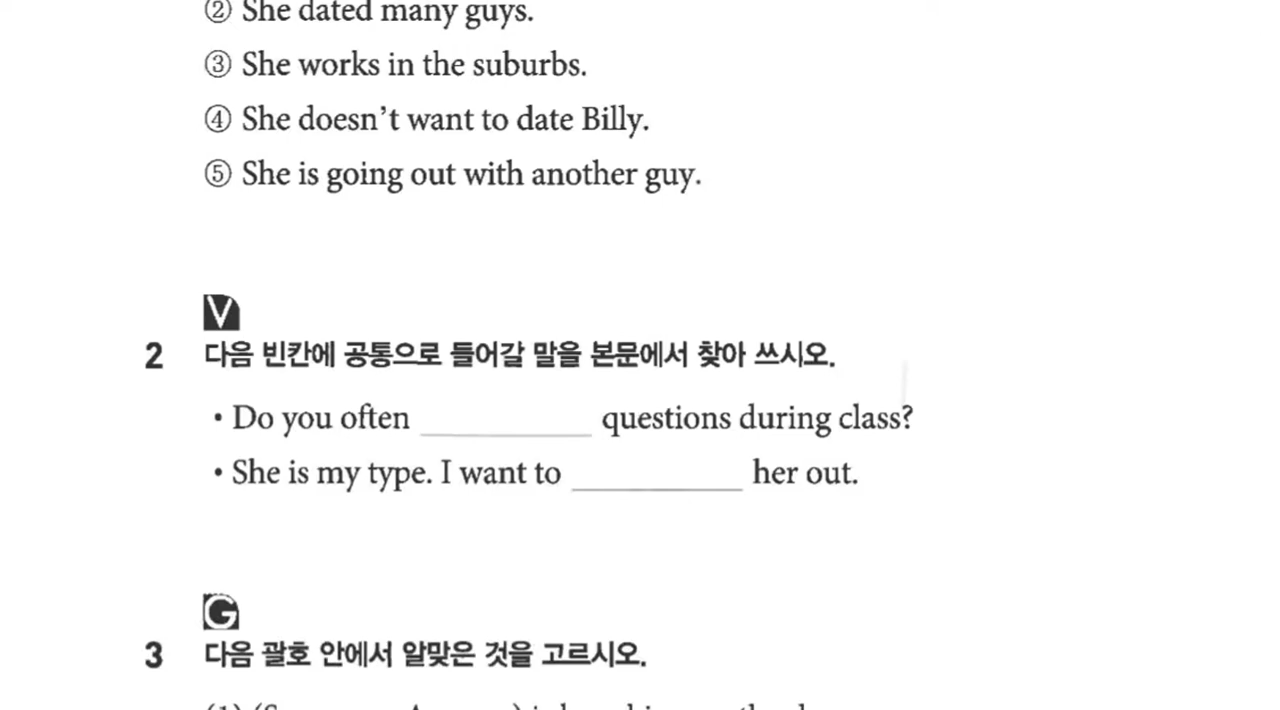 ② She dated many guys.
③ She works in the suburbs.
④ She doesn't want to date Billy.
⑤ She is going out with another guy.
V
2 다음 빈칸에 공통으로 들어갈 말을 본문에서 찾아 쓰시오.
• Do you often __________ questions during class?
• She is my type. I want to __________ her out.
G
3 다음 괄호 안에서 알맞은 것을 고르시오.